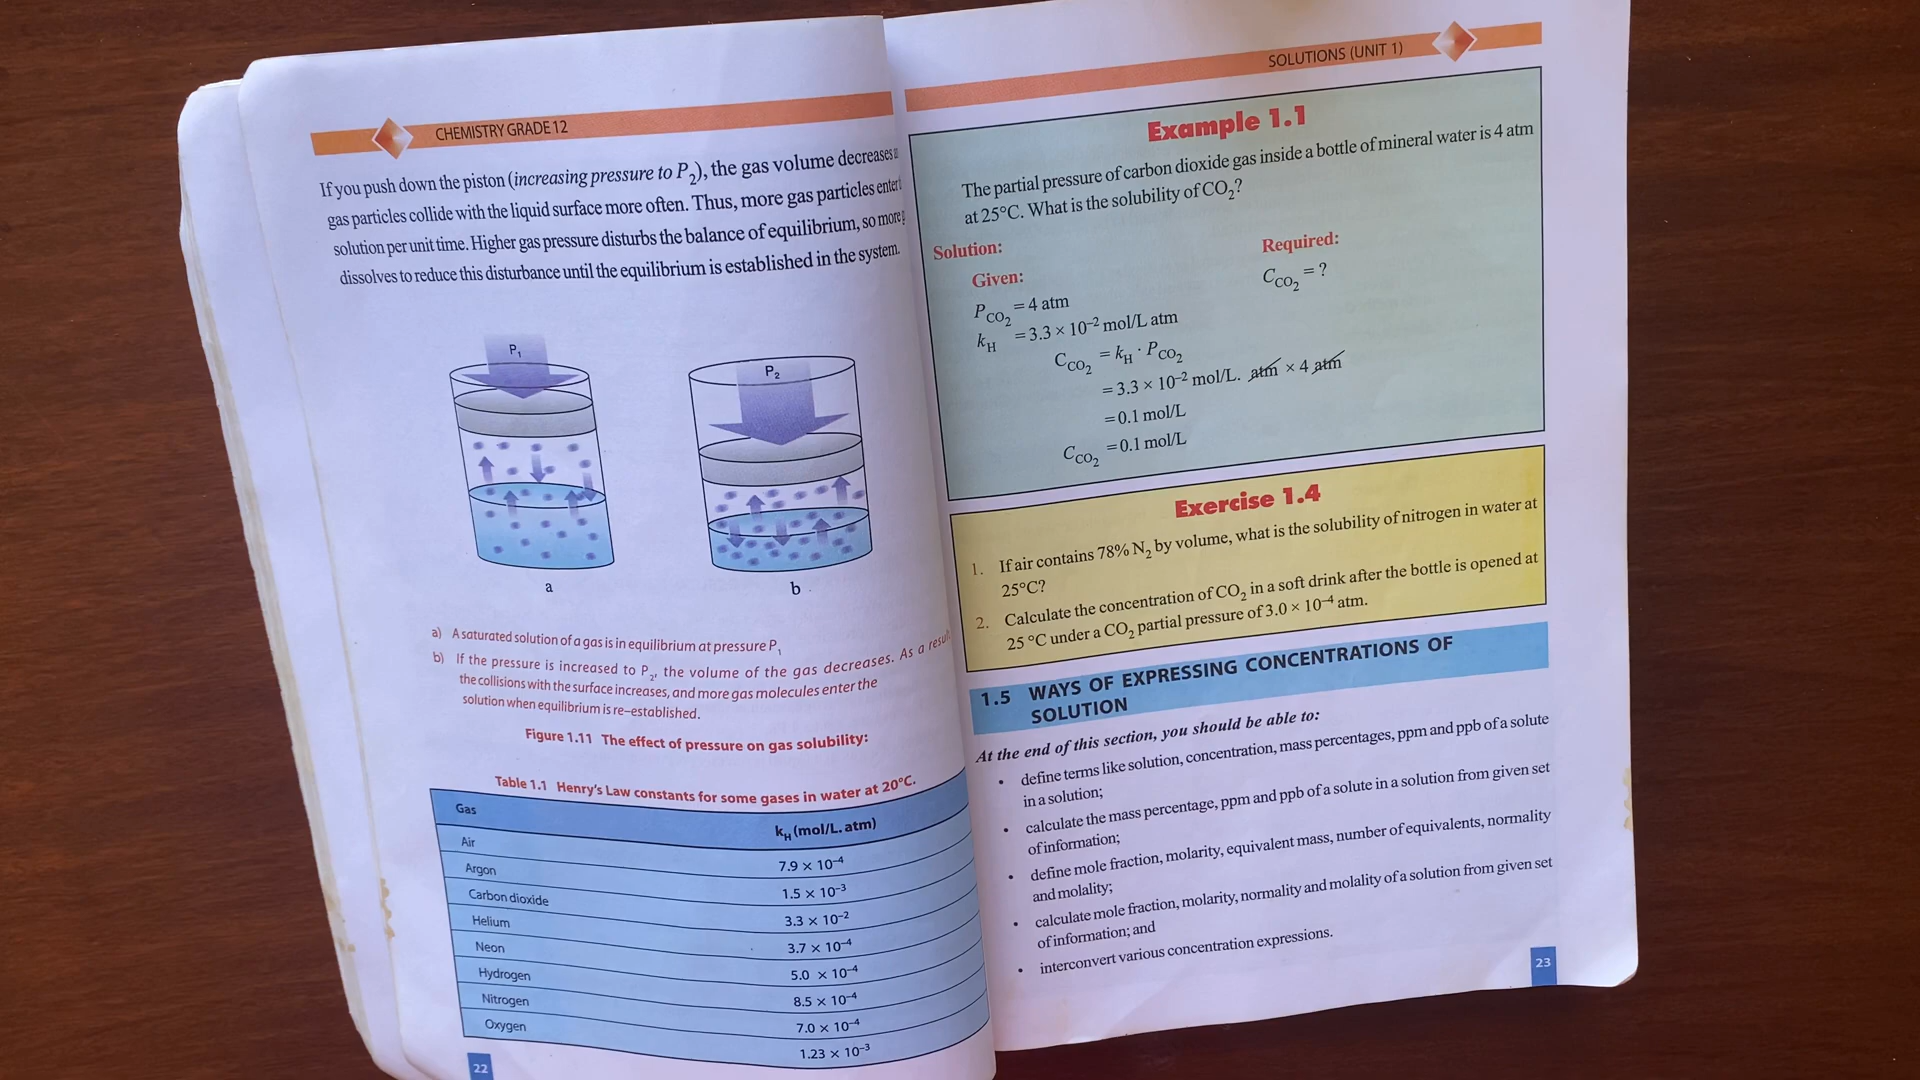 CHEMISTRY GRADE 12
If you push down the piston (increasing pressure to P₂), the gas volume decreases
gas particles collide with the liquid surface more often. Thus, more gas particles enter
solution per unit time. Higher gas pressure disturbs the balance of equilibrium, so more
dissolves to reduce this disturbance until the equilibrium is established in the system.
P₁
P₂
a
b
a) A saturated solution of a gas is in equilibrium at pressure P₁
b) If the pressure is increased to P₂, the volume of the gas decreases. As a result
the collisions with the surface increases, and more gas molecules enter the
solution when equilibrium is re–established.
Figure 1.11 The effect of pressure on gas solubility:
Table 1.1 Henry's Law constants for some gases in water at 20°C.
Gas kH (mol/L. atm)
Air 7.9 × 10⁻⁴
Argon 1.5 × 10⁻³
Carbon dioxide 3.3 × 10⁻²
Helium 3.7 × 10⁻⁴
Neon 5.0 × 10⁻⁴
Hydrogen 8.5 × 10⁻⁴
Nitrogen 7.0 × 10⁻⁴
Oxygen 1.23 × 10⁻³
22
SOLUTIONS (UNIT 1)
Example 1.1
The partial pressure of carbon dioxide gas inside a bottle of mineral water is 4 atm
at 25°C. What is the solubility of CO₂?
Solution:
Given: Required:
P_CO₂ = 4 atm C_CO₂ = ?
kH = 3.3 × 10⁻² mol/L atm
C_CO₂ = kH · P_CO₂
= 3.3 × 10⁻² mol/L. atm × 4 atm
= 0.1 mol/L
C_CO₂ = 0.1 mol/L
Exercise 1.4
1. If air contains 78% N₂ by volume, what is the solubility of nitrogen in water at
25°C?
2. Calculate the concentration of CO₂ in a soft drink after the bottle is opened at
25 °C under a CO₂ partial pressure of 3.0 × 10⁻⁴ atm.
1.5 WAYS OF EXPRESSING CONCENTRATIONS OF
SOLUTION
At the end of this section, you should be able to:
• define terms like solution, concentration, mass percentages, ppm and ppb of a solute
in a solution;
• calculate the mass percentage, ppm and ppb of a solute in a solution from given set
of information;
• define mole fraction, molarity, equivalent mass, number of equivalents, normality
and molality;
• calculate mole fraction, molarity, normality and molality of a solution from given set
of information; and
• interconvert various concentration expressions.
23